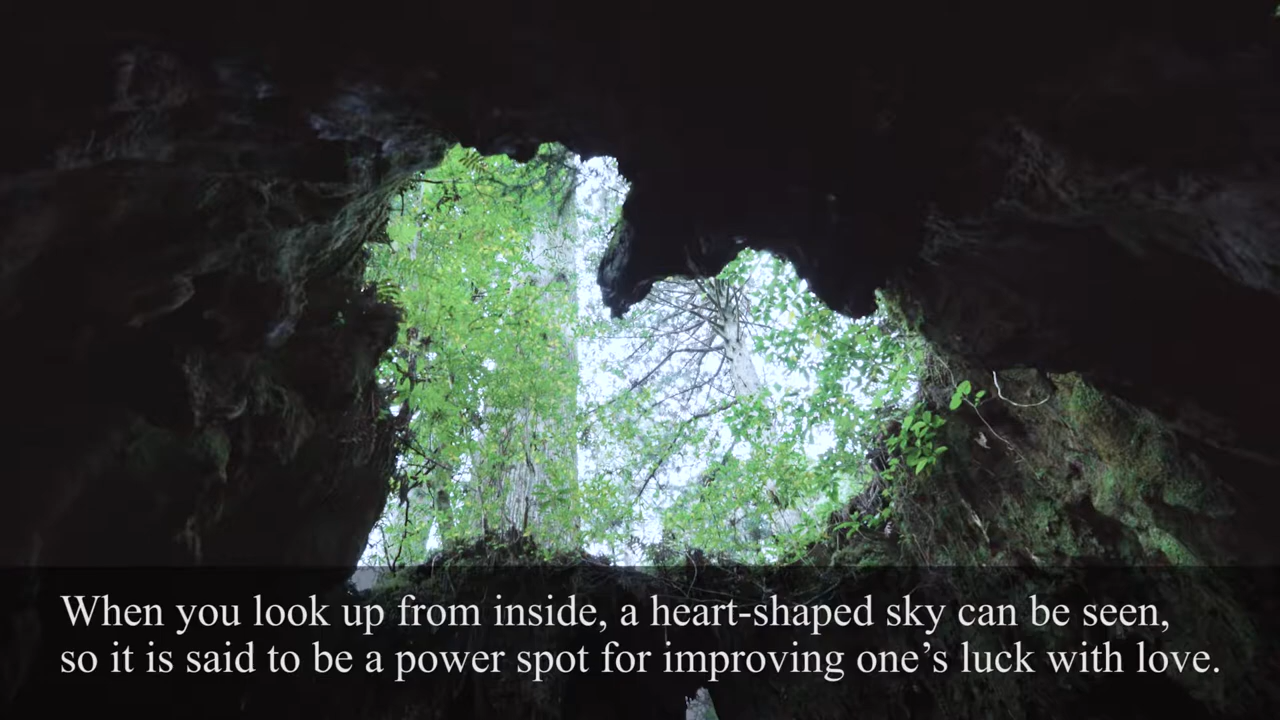 When you look up from inside, a heart-shaped sky can be seen,
so it is said to be a power spot for improving one’s luck with love.